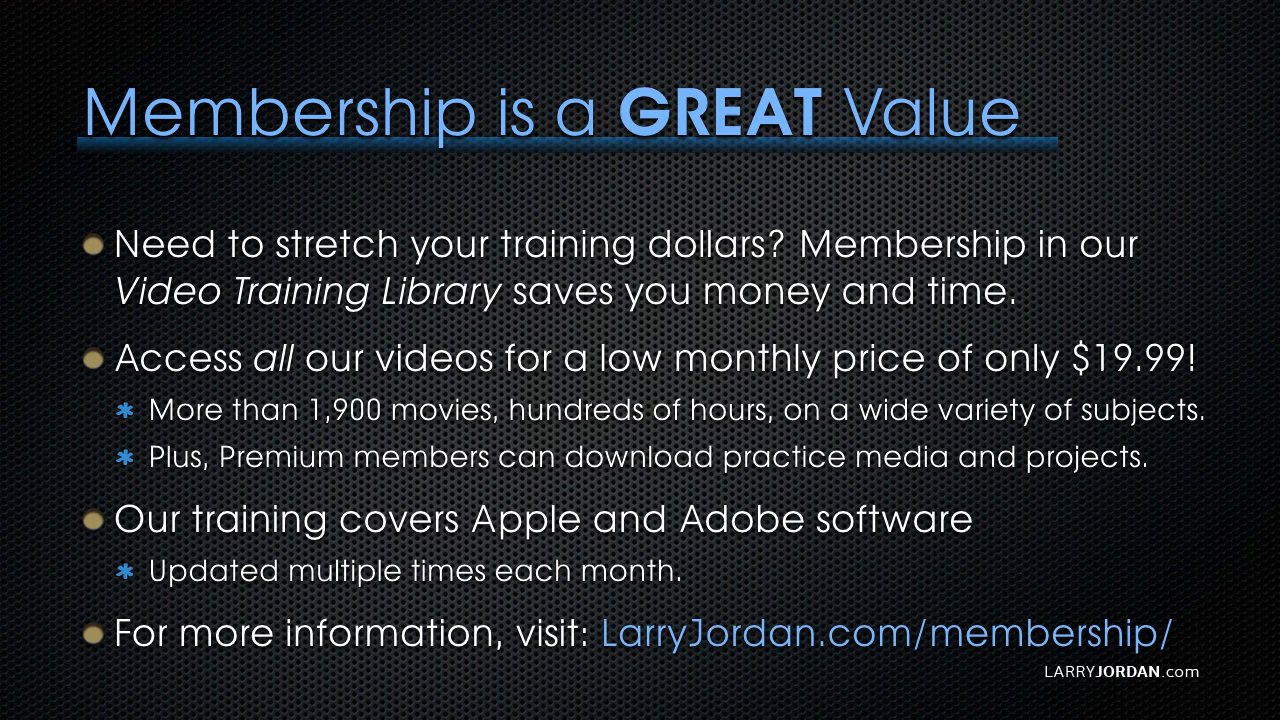 Membership is a GREAT Value
Need to stretch your training dollars? Membership in our
Video Training Library saves you money and time.
Access all our videos for a low monthly price of only $19.99!
More than 1,900 movies, hundreds of hours, on a wide variety of subjects.
Plus, Premium members can download practice media and projects.
Our training covers Apple and Adobe software
Updated multiple times each month.
For more information, visit: LarryJordan.com/membership/
LARRYJORDAN.com